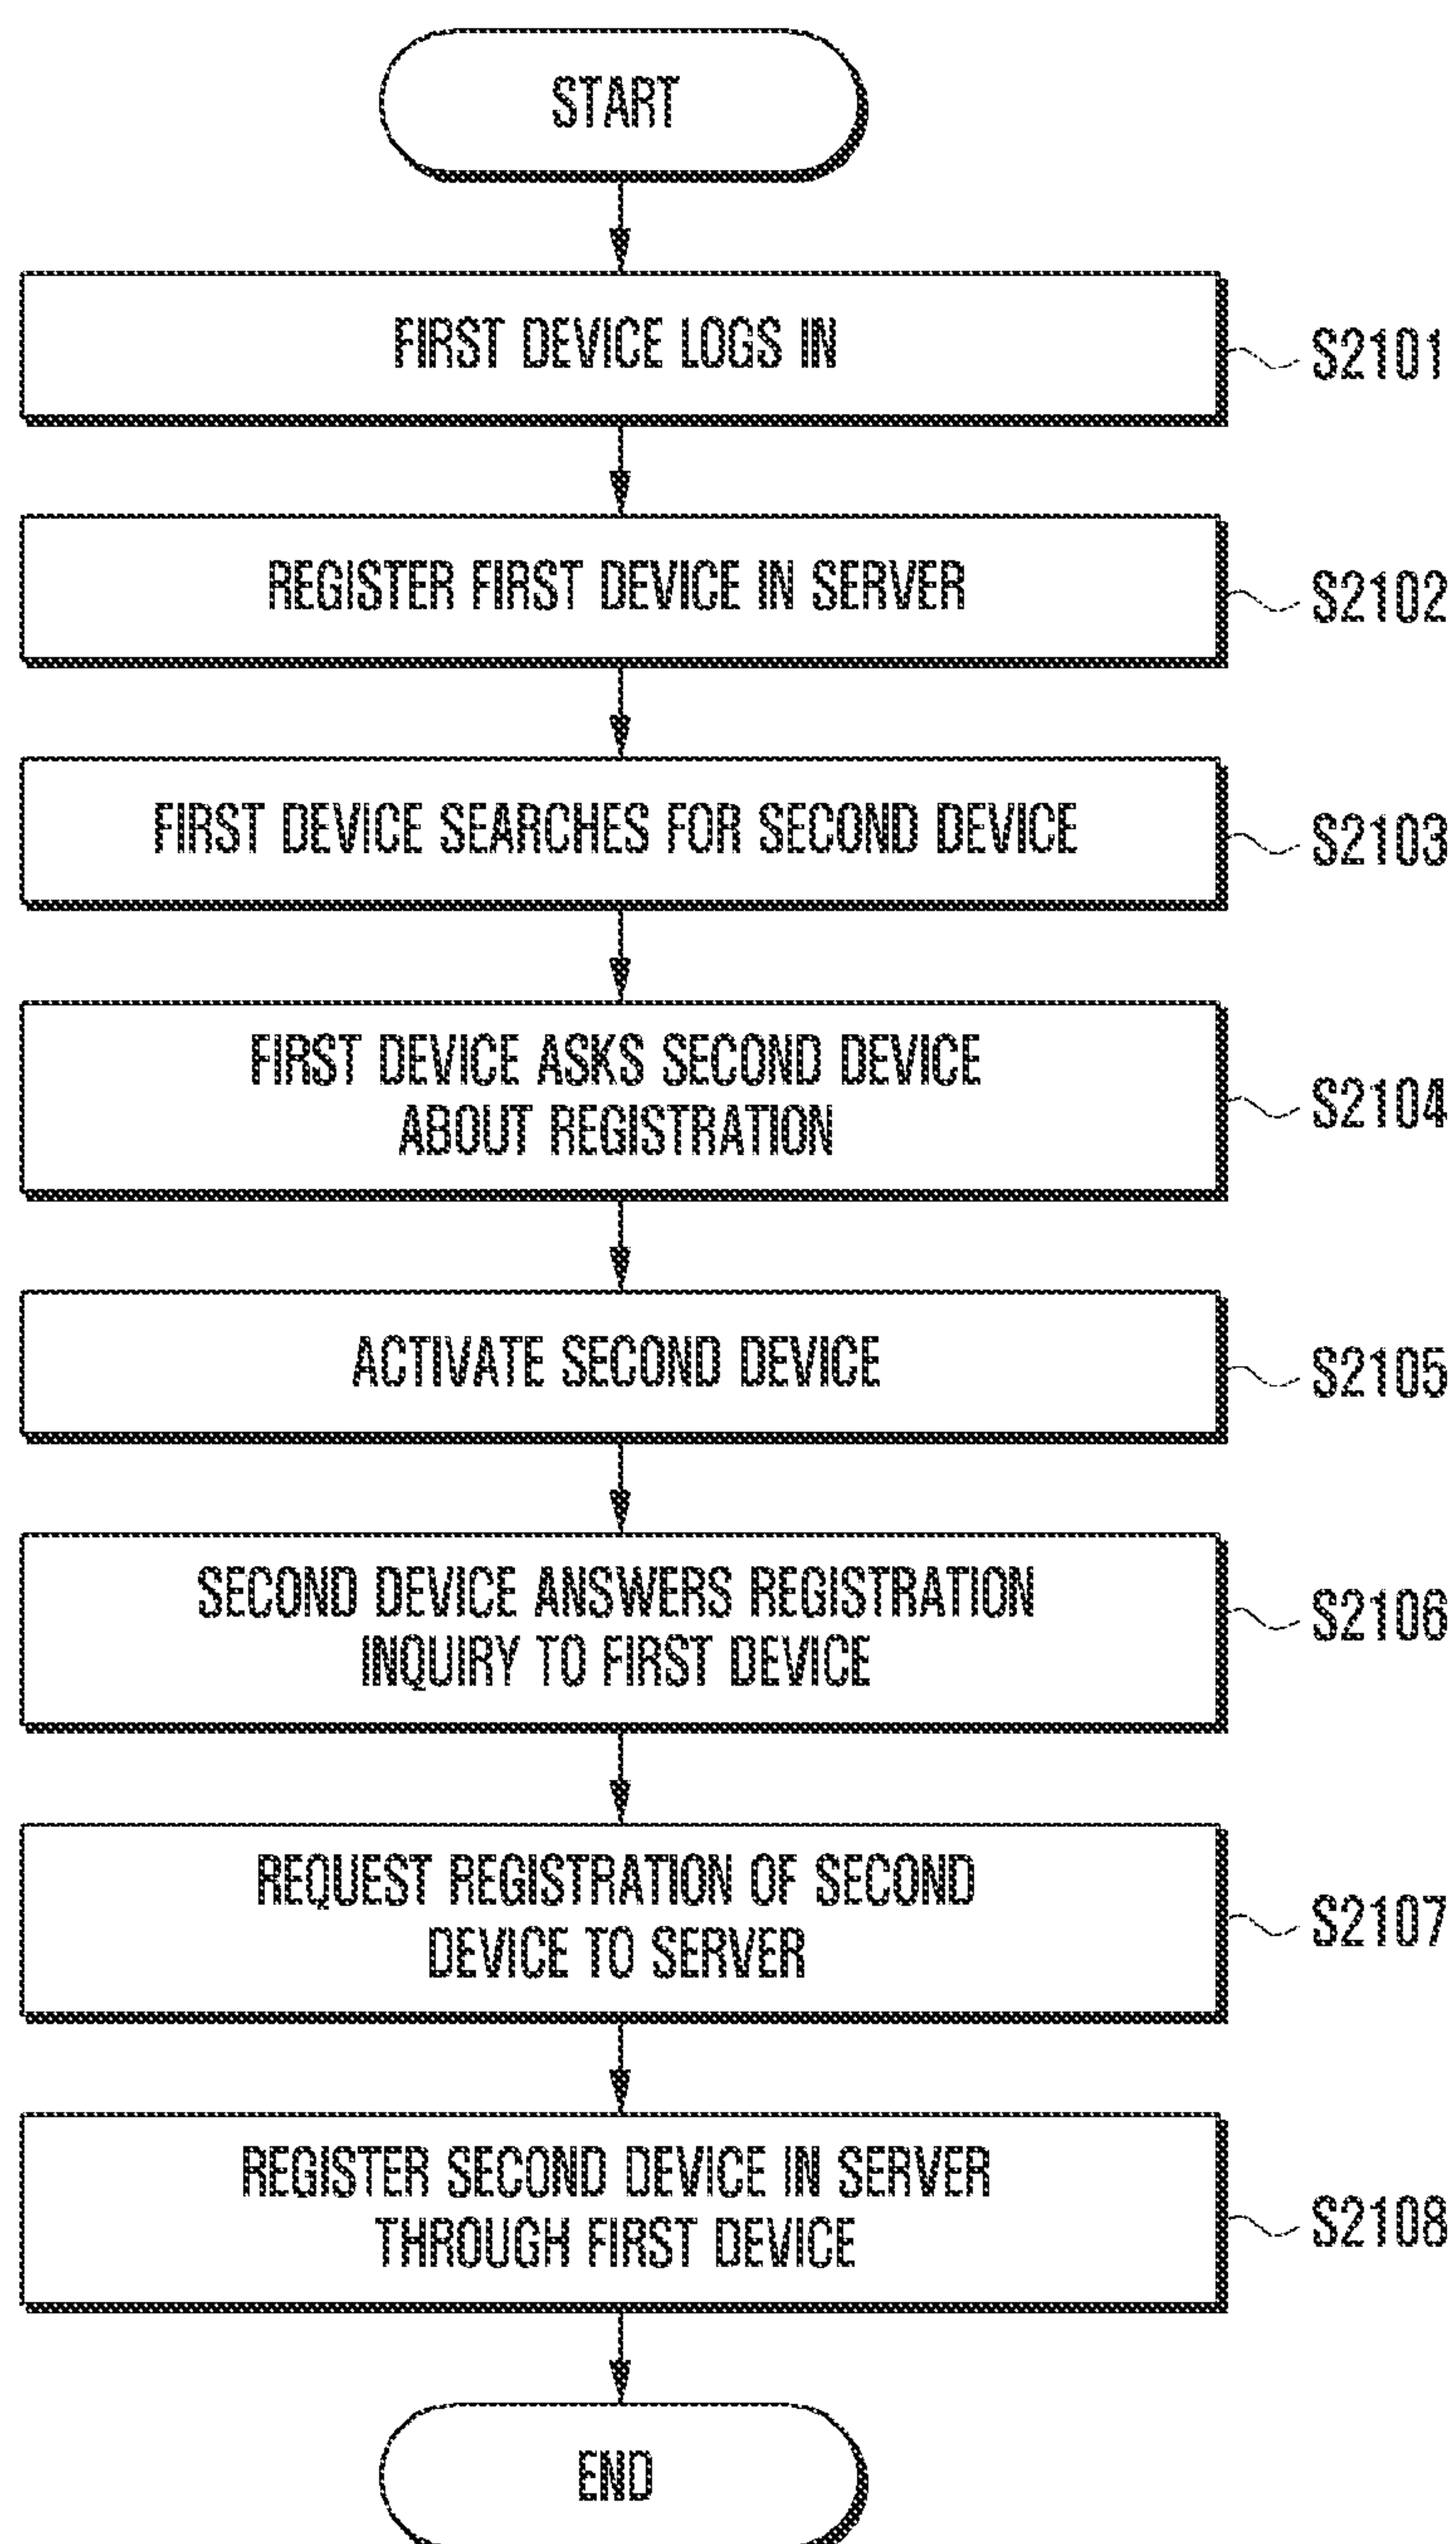 START
FIRST DEVICE LOGS IN
S2101
REGISTER FIRST DEVICE IN SERVER
S2102
FIRST DEVICE SEARCHES FOR SECOND DEVICE
S2103
FIRST DEVICE ASKS SECOND DEVICE
ABOUT REGISTRATION
S2104
ACTIVATE SECOND DEVICE
S2105
SECOND DEVICE ANSWERS REGISTRATION
INQUIRY TO FIRST DEVICE
S2106
REQUEST REGISTRATION OF SECOND
DEVICE TO SERVER
S2107
REGISTER SECOND DEVICE IN SERVER
THROUGH FIRST DEVICE
S2108
END